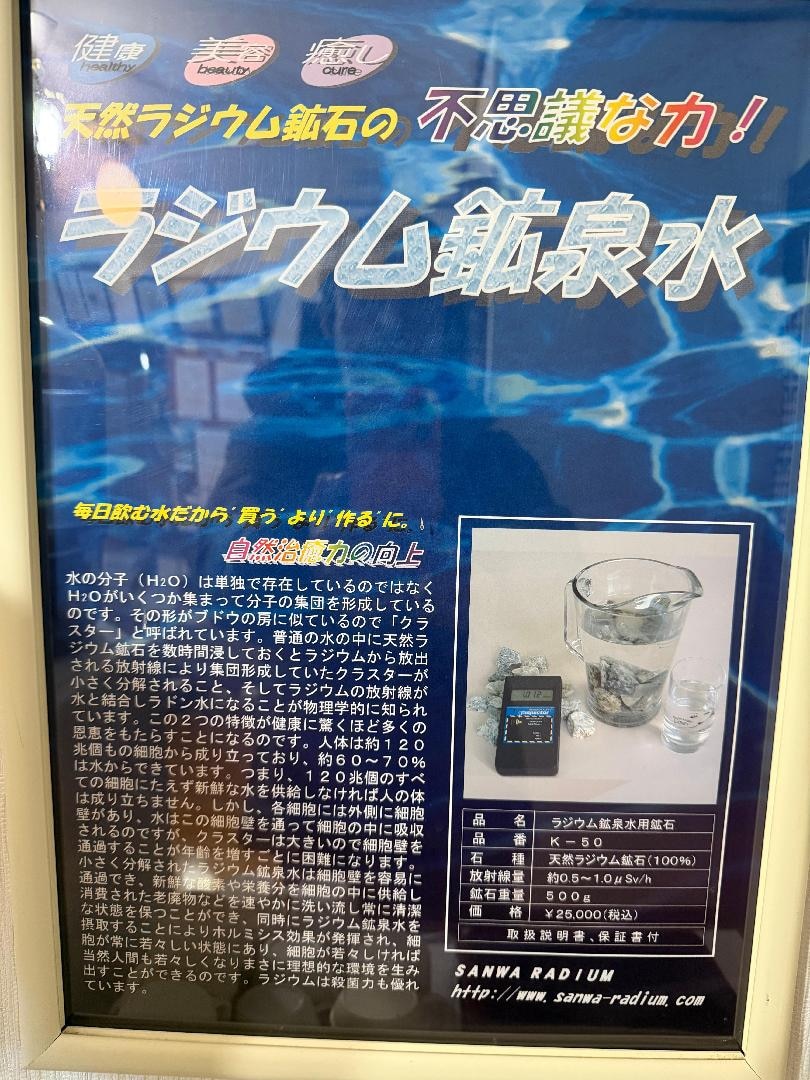 健康 healthy 美容 beauty 癒し cure
天然ラジウム鉱石の 不思議な力!!
ラジウム鉱泉水
毎日飲む水だから'買う'より'作る'に。
自然治癒力の向上
水の分子(H2O)は単独で存在しているのではなく
H2Oがいくつか集まって分子の集団を形成している
のです。その形がブドウの房に似ているので「クラ
スター」と呼ばれています。普通の水の中に天然ラ
ジウム鉱石を数時間浸しておくとラジウムから放出
される放射線により集団形成していたクラスターが
小さく分解されること、そしてラジウムの放射線が
水と結合しラドン水になることが物理学的に知られ
ています。この2つの特徴が健康に驚くほど多くの
恩恵をもたらすことになるのです。人体は約120
兆個もの細胞から成り立っており、約60～70%
は水からできています。つまり、120兆個のすべ
ての細胞にたえず新鮮な水を供給しなければ人の体
は成り立ちません。しかし、各細胞には外側に細胞
壁があり、水はこの細胞壁を通って細胞の中に吸収
されるのですが、クラスターは大きいので細胞壁を
通過することが年齢を増すごとに困難になります。
小さく分解されたラジウム鉱泉水は細胞壁を容易に
通過でき、新鮮な酸素や栄養分を細胞の中に供給し
消費された老廃物などを速やかに洗い流し常に清潔
な状態を保つことができ、同時にラジウム鉱泉水を
摂取することによりホルミシス効果が発揮され、細
胞が常に若々しい状態にあり、細胞が若々しければ
当然人間も若々しくなりまさに理想的な環境を生み
出すことができるのです。ラジウムは殺菌力も優れ
ています。
Inspector
品 名 ラジウム鉱泉水用鉱石
品 番 K-50
石 種 天然ラジウム鉱石(100%)
放射線量 約0.5～1.0μSv/h
鉱石重量 500g
価 格 ¥25,000(税込)
取扱説明書、保証書付
SANWA RADIUM
http://www.sanwa-radium.com